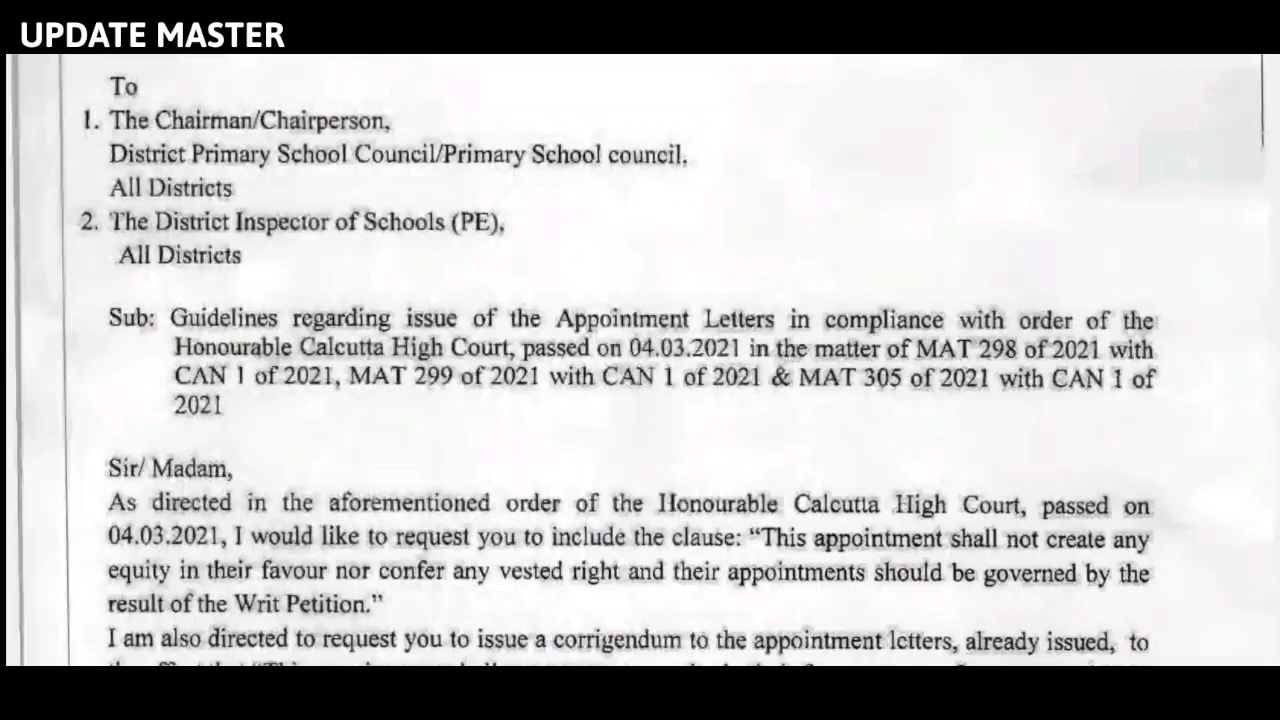 UPDATE MASTER
To
1. The Chairman/Chairperson,
District Primary School Council/Primary School council,
All Districts
2. The District Inspector of Schools (PE),
All Districts
Sub: Guidelines regarding issue of the Appointment Letters in compliance with order of the
Honourable Calcutta High Court, passed on 04.03.2021 in the matter of MAT 298 of 2021 with
CAN 1 of 2021, MAT 299 of 2021 with CAN 1 of 2021 & MAT 305 of 2021 with CAN 1 of
2021
Sir/ Madam,
As directed in the aforementioned order of the Honourable Calcutta High Court, passed on
04.03.2021, I would like to request you to include the clause: “This appointment shall not create any
equity in their favour nor confer any vested right and their appointments should be governed by the
result of the Writ Petition.”
I am also directed to request you to issue a corrigendum to the appointment letters, already issued, to